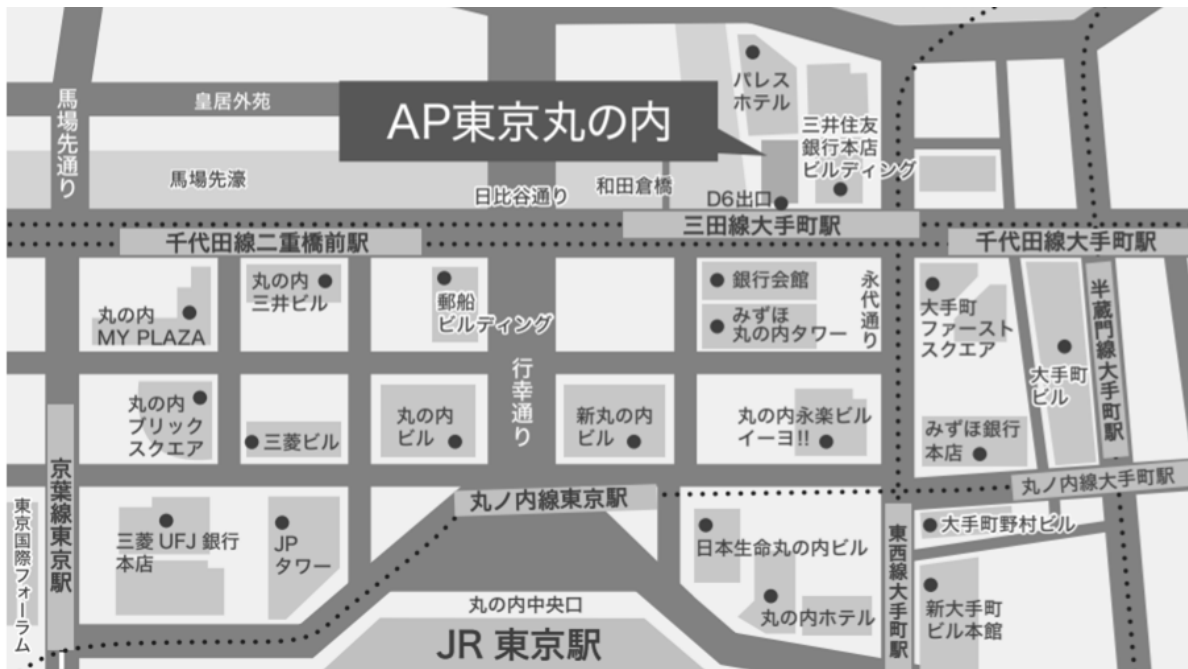 パレス
ホテル
馬場先通り
皇居外苑
AP東京丸の内
三井住友
銀行本店
ビルディング
馬場先濠
日比谷通り
和田倉橋
D6出口
三田線大手町駅
千代田線二重橋前駅
千代田線大手町駅
丸の内
三井ビル
丸の内
MY PLAZA
郵船
ビルディング
銀行会館
みずほ
丸の内タワー
永代通り
大手町
ファースト
スクエア
半蔵門線大手町駅
大手町
ビル
行幸通り
丸の内
ブリック
スクエア
三菱ビル
丸の内
ビル
新丸の内
ビル
丸の内永楽ビル
イーヨ!!
みずほ銀行
本店
京葉線東京駅
丸ノ内線東京駅
丸ノ内線大手町駅
東京国際フォーラム
三菱 UFJ 銀行
本店
JP
タワー
日本生命丸の内ビル
東西線大手町駅
大手町野村ビル
丸の内中央口
丸の内ホテル
新大手町
ビル本館
JR 東京駅